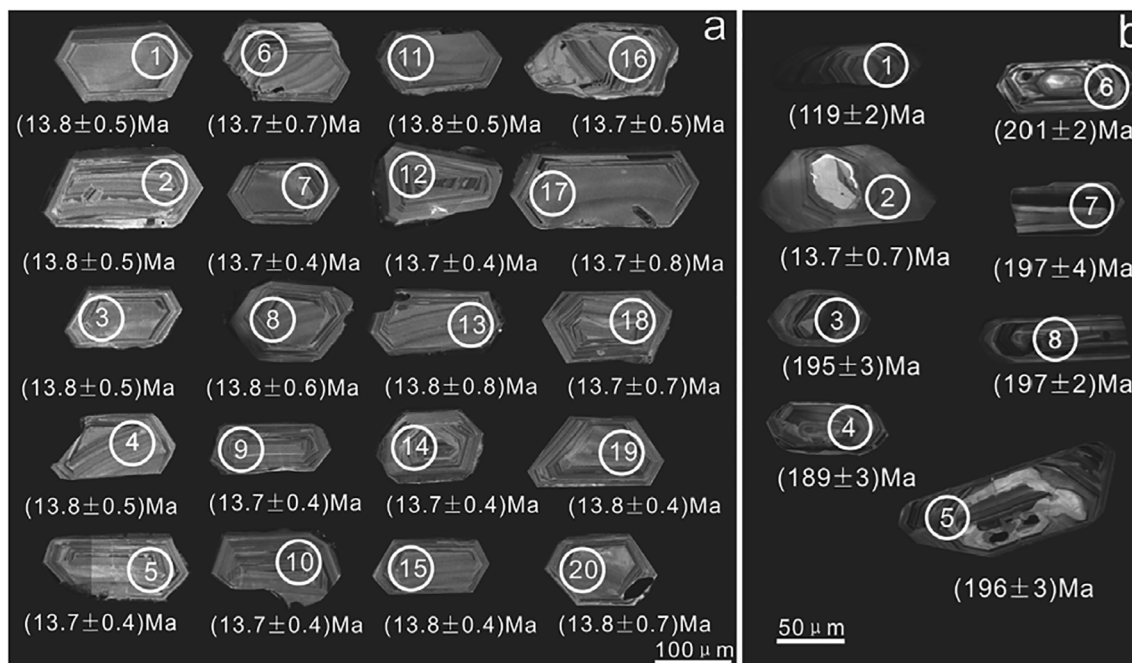 a
1 6 11 16
(13.8±0.5)Ma (13.7±0.7)Ma (13.8±0.5)Ma (13.7±0.5)Ma
2 7 12 17
(13.8±0.5)Ma (13.7±0.4)Ma (13.7±0.4)Ma (13.7±0.8)Ma
3 8 13 18
(13.8±0.5)Ma (13.8±0.6)Ma (13.8±0.8)Ma (13.7±0.7)Ma
4 9 14 19
(13.8±0.5)Ma (13.7±0.4)Ma (13.7±0.4)Ma (13.8±0.4)Ma
5 10 15 20
(13.7±0.4)Ma (13.7±0.4)Ma (13.8±0.4)Ma (13.8±0.7)Ma
100 μm
b
1 6
(119±2)Ma (201±2)Ma
2 7
(13.7±0.7)Ma (197±4)Ma
3 8
(195±3)Ma (197±2)Ma
4
(189±3)Ma
5
(196±3)Ma
50 μm